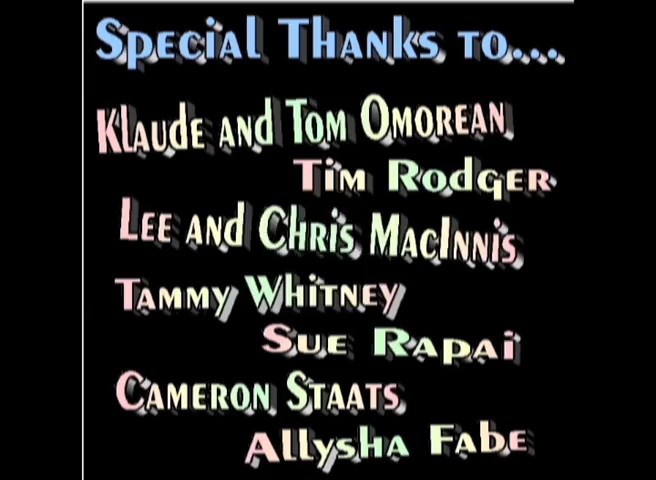 Special Thanks to....
Klaude and Tom Omorean
Tim Rodger
Lee and Chris MacInnis
Tammy Whitney
Sue Rapai
Cameron Staats
Allysha Fabe